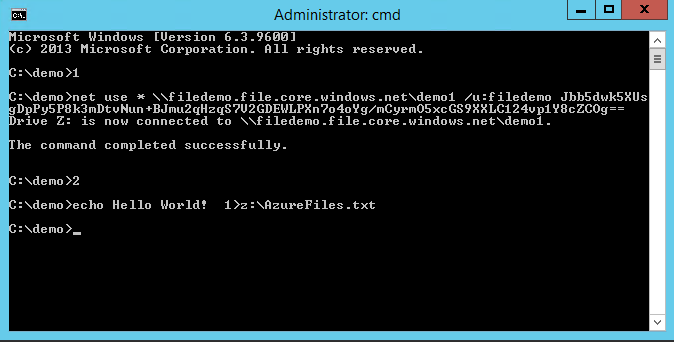 Administrator: cmd
Microsoft Windows [Version 6.3.9600]
(c) 2013 Microsoft Corporation. All rights reserved.
C:\demo>1
C:\demo>net use * \\filedemo.file.core.windows.net\demo1 /u:filedemo Jbb5dwk5XUs
gDpPy5P8k3mDtvNun+BJmu2qHzqS7V2GDEWLPXn7o4oYg/mCyrmO5xcGS9XXLC124vp1Y8cZCOg==
Drive Z: is now connected to \\filedemo.file.core.windows.net\demo1.
The command completed successfully.
C:\demo>2
C:\demo>echo Hello World!  1>z:\AzureFiles.txt
C:\demo>_